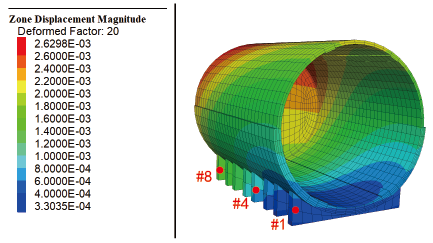 Zone Displacement Magnitude
Deformed Factor: 20
2.6298E-03
2.6000E-03
2.4000E-03
2.2000E-03
2.0000E-03
1.8000E-03
1.6000E-03
1.4000E-03
1.2000E-03
1.0000E-03
8.0000E-04
6.0000E-04
4.0000E-04
3.3035E-04
#8
#4
#1